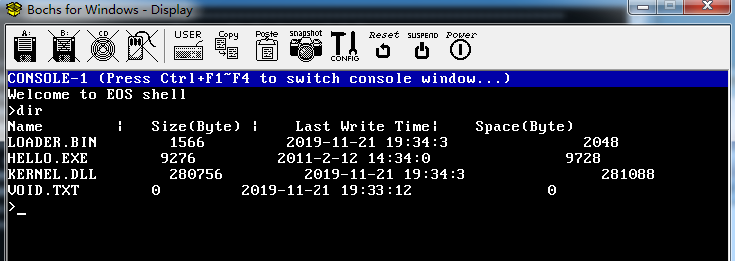 Bochs for Windows - Display
A: B: CD USER Copy Paste snapshot CONFIG Reset SUSPEND Power
CONSOLE-1 (Press Ctrl+F1~F4 to switch console window...)
Welcome to EOS shell
>dir
Name | Size(Byte) | Last Write Time| Space(Byte)
LOADER.BIN 1566 2019-11-21 19:34:3 2048
HELLO.EXE 9276 2011-2-12 14:34:0 9728
KERNEL.DLL 280756 2019-11-21 19:34:3 281088
VOID.TXT 0 2019-11-21 19:33:12 0
>_